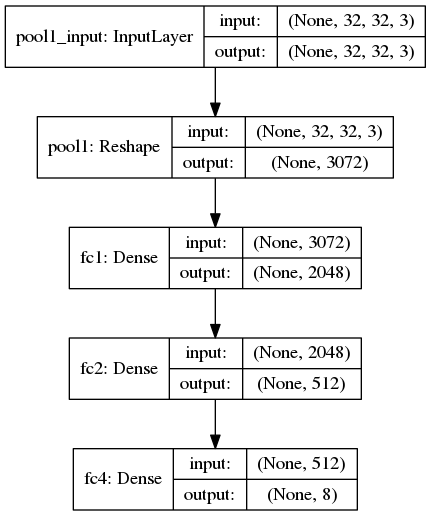 pool1_input: InputLayer
input: (None, 32, 32, 3)
output: (None, 32, 32, 3)
pool1: Reshape
input: (None, 32, 32, 3)
output: (None, 3072)
fc1: Dense
input: (None, 3072)
output: (None, 2048)
fc2: Dense
input: (None, 2048)
output: (None, 512)
fc4: Dense
input: (None, 512)
output: (None, 8)